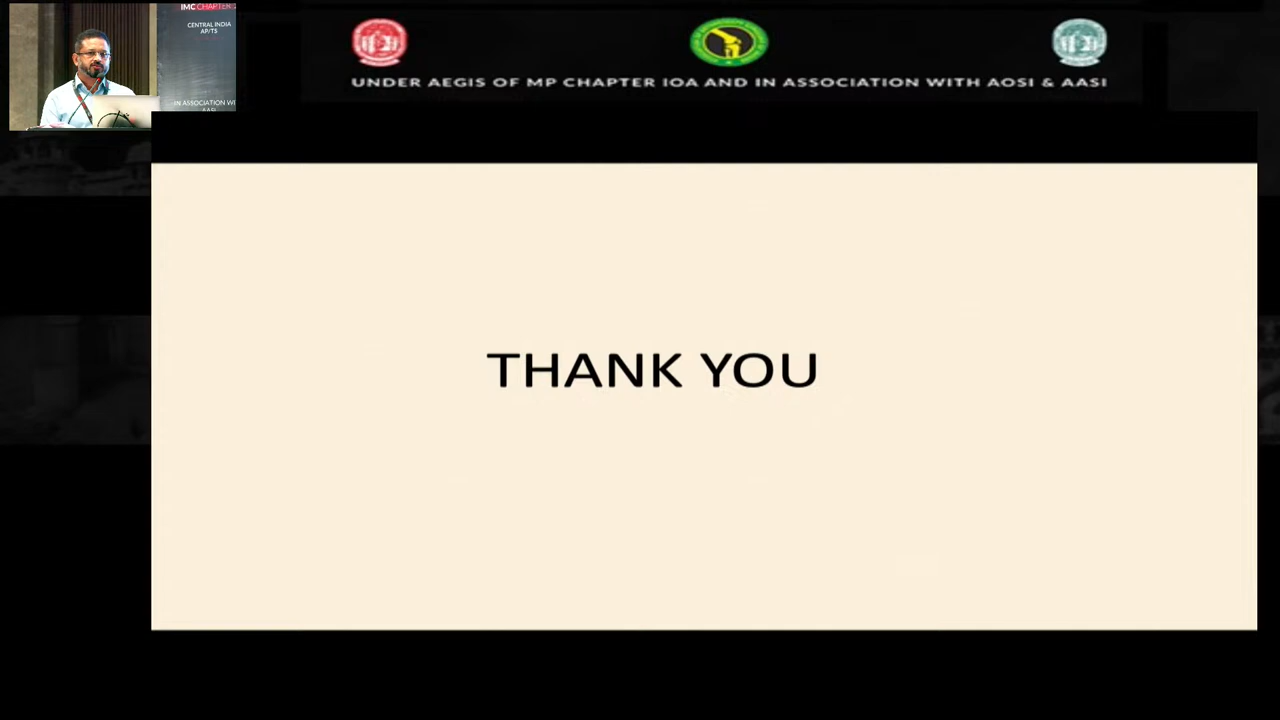 IMC CHAPTER
CENTRAL INDIA
AP/TS
IN ASSOCIATION
UNDER AEGIS OF MP CHAPTER IOA AND IN ASSOCIATION WITH AOSI & AASI
THANK YOU